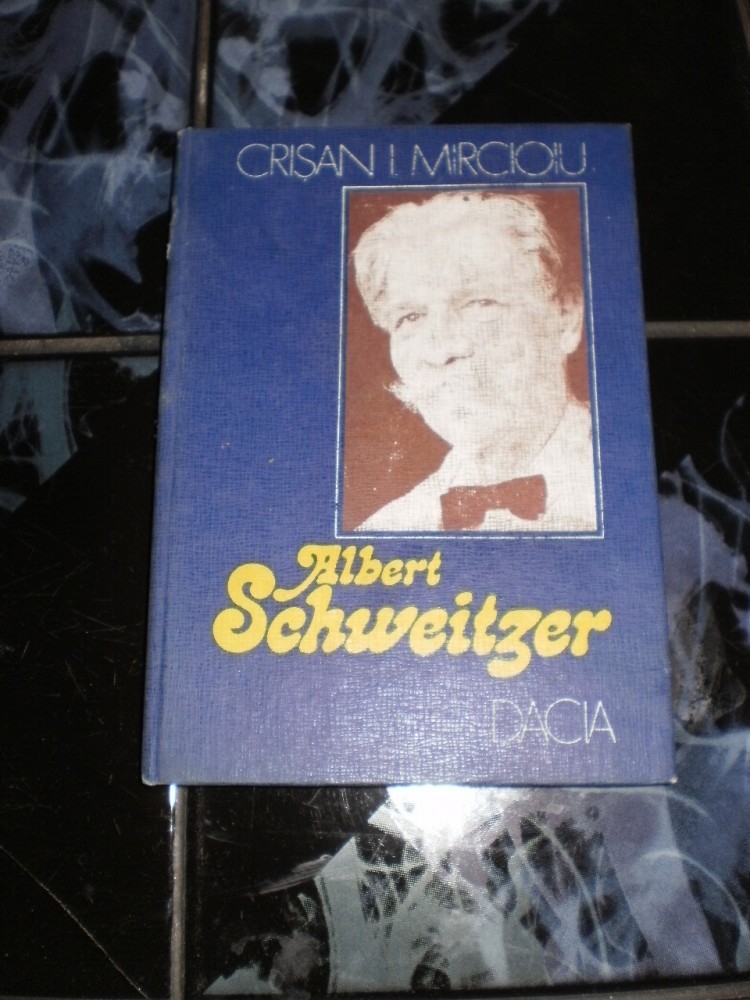 CRIȘAN I. MIRCIOIU
Albert
Schweitzer
DACIA